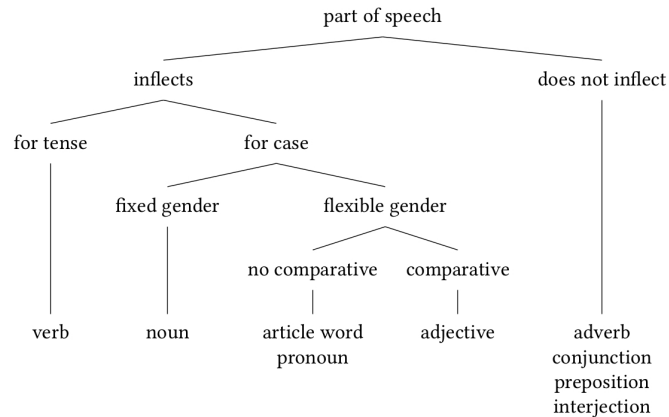 part of speech
inflects
does not inflect
for tense
for case
fixed gender
flexible gender
no comparative
comparative
verb
noun
article word
pronoun
adjective
adverb
conjunction
preposition
interjection